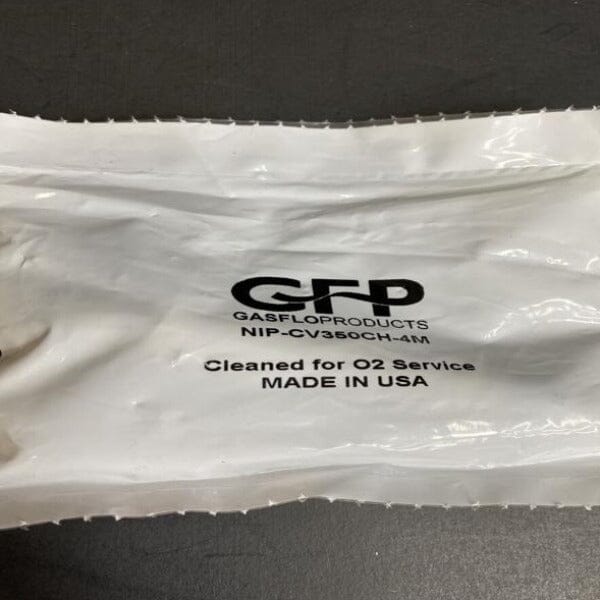 GFP
GASFLOPRODUCTS
NIP-CV350CH-4M
Cleaned for O2 Service
MADE IN USA